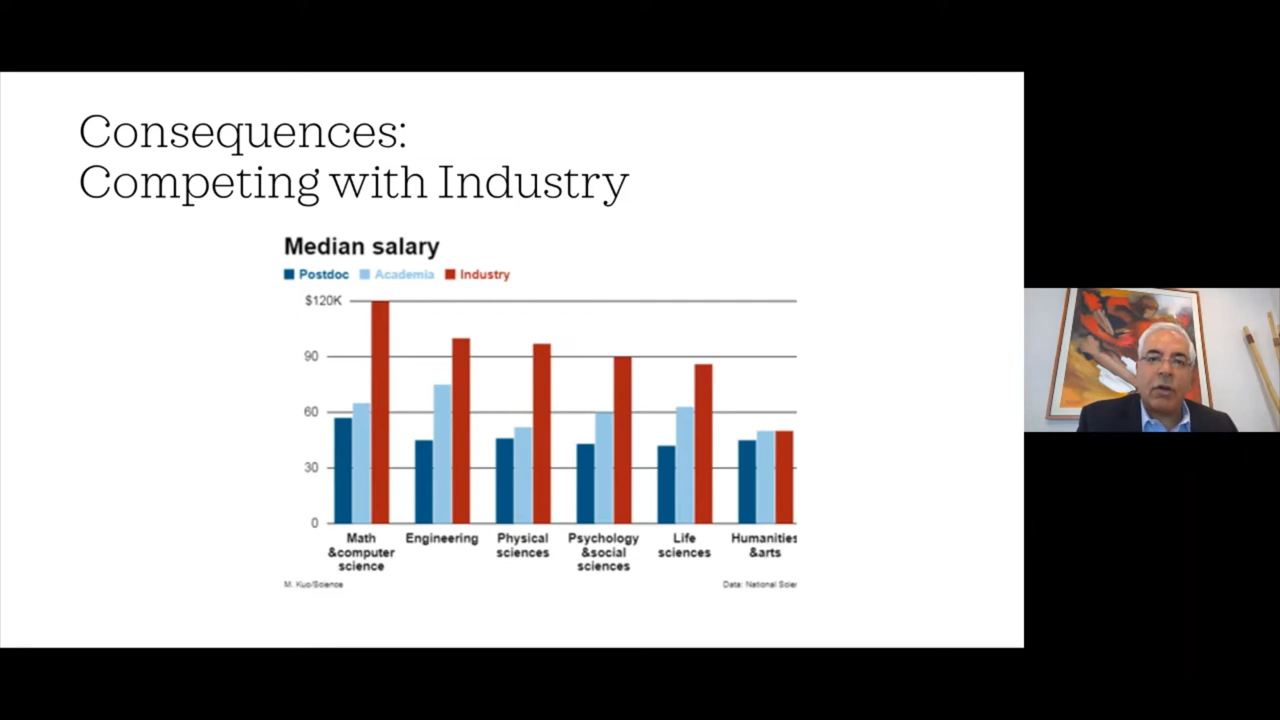 Consequences:
Competing with Industry
Median salary
Postdoc Academia Industry
$120K
90
60
30
0
Math
&computer
science
Engineering
Physical
sciences
Psychology
&social
sciences
Life
sciences
Humanities
&arts
M. Kuo/Science
Data: National Scier